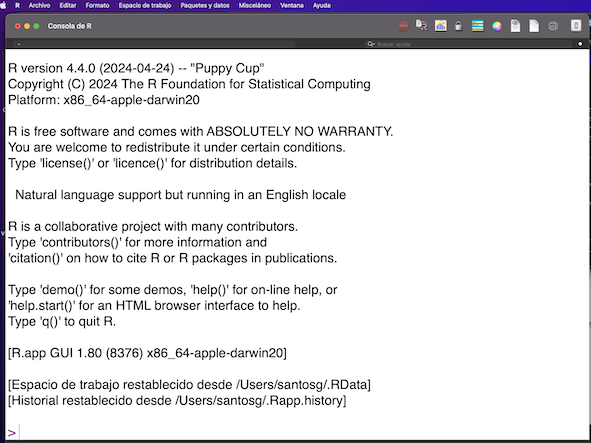 R Archivo Editar Formato Espacio de trabajo Paquetes y datos Misceláneo Ventana Ayuda
Consola de R
Buscar ayuda
R version 4.4.0 (2024-04-24) -- "Puppy Cup"
Copyright (C) 2024 The R Foundation for Statistical Computing
Platform: x86_64-apple-darwin20
R is free software and comes with ABSOLUTELY NO WARRANTY.
You are welcome to redistribute it under certain conditions.
Type 'license()' or 'licence()' for distribution details.
Natural language support but running in an English locale
R is a collaborative project with many contributors.
Type 'contributors()' for more information and
'citation()' on how to cite R or R packages in publications.
Type 'demo()' for some demos, 'help()' for on-line help, or
'help.start()' for an HTML browser interface to help.
Type 'q()' to quit R.
[R.app GUI 1.80 (8376) x86_64-apple-darwin20]
[Espacio de trabajo restablecido desde /Users/santosg/.RData]
[Historial restablecido desde /Users/santosg/.Rapp.history]
>